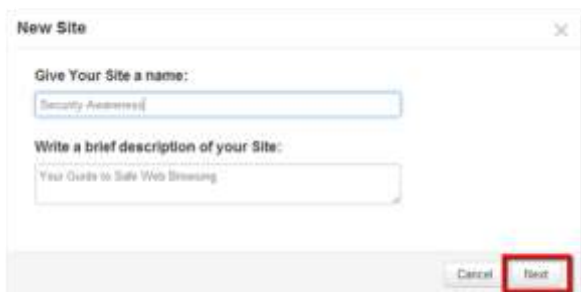 New Site
Give Your Site a name:
Security Awareness
Write a brief description of your Site:
Your Guide to Safe Web Browsing
Cancel
Next